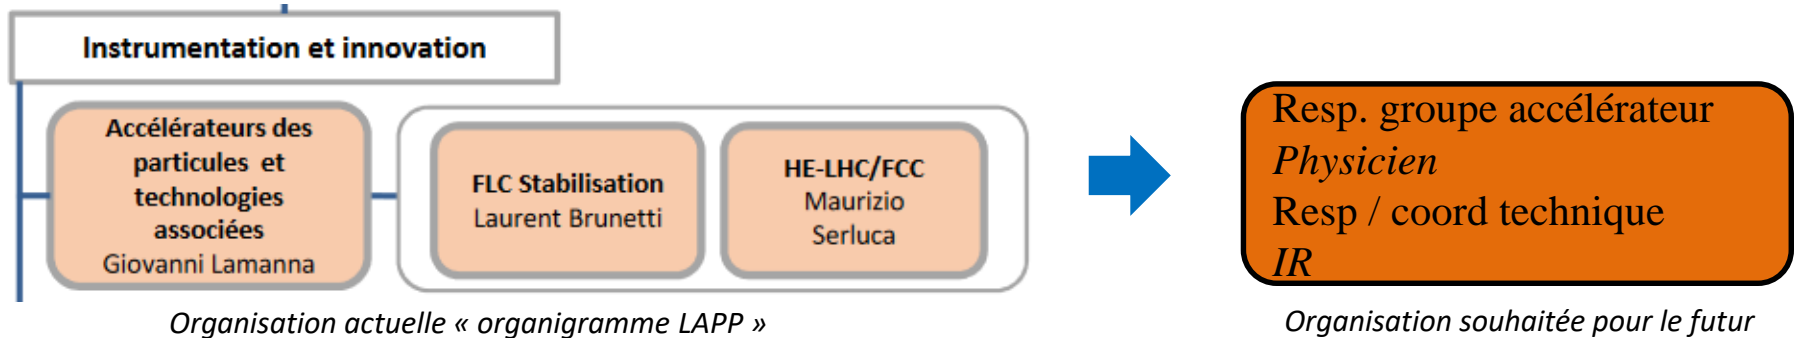 Instrumentation et innovation
Accélérateurs des
particules et
technologies
associées
Giovanni Lamanna
FLC Stabilisation
Laurent Brunetti
HE-LHC/FCC
Maurizio
Serluca
Resp. groupe accélérateur
Physicien
Resp / coord technique
IR
Organisation actuelle « organigramme LAPP »
Organisation souhaitée pour le futur